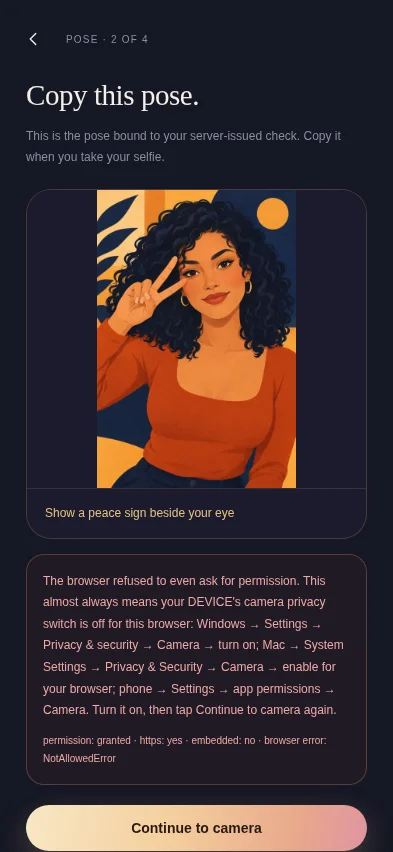 POSE · 2 OF 4
Copy this pose.
This is the pose bound to your server-issued check. Copy it
when you take your selfie.
Show a peace sign beside your eye
The browser refused to even ask for permission. This
almost always means your DEVICE's camera privacy
switch is off for this browser: Windows → Settings →
Privacy & security → Camera → turn on; Mac → System
Settings → Privacy & Security → Camera → enable for
your browser; phone → Settings → app permissions →
Camera. Turn it on, then tap Continue to camera again.
permission: granted · https: yes · embedded: no · browser error:
NotAllowedError
Continue to camera